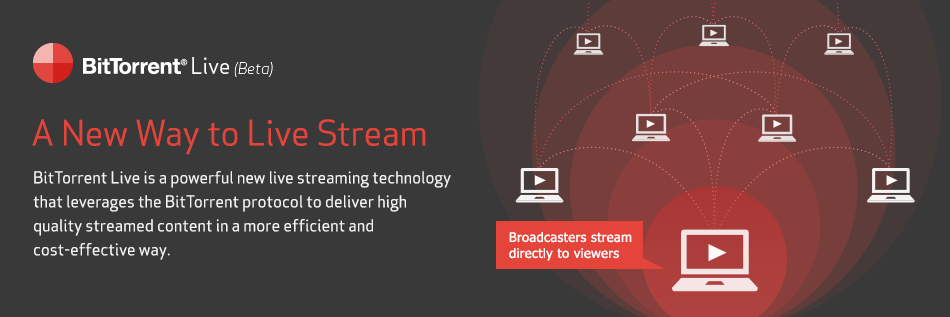 BitTorrent® Live (Beta)
A New Way to Live Stream
BitTorrent Live is a powerful new live streaming technology
that leverages the BitTorrent protocol to deliver high
quality streamed content in a more efficient and
cost-effective way.
Broadcasters stream
directly to viewers